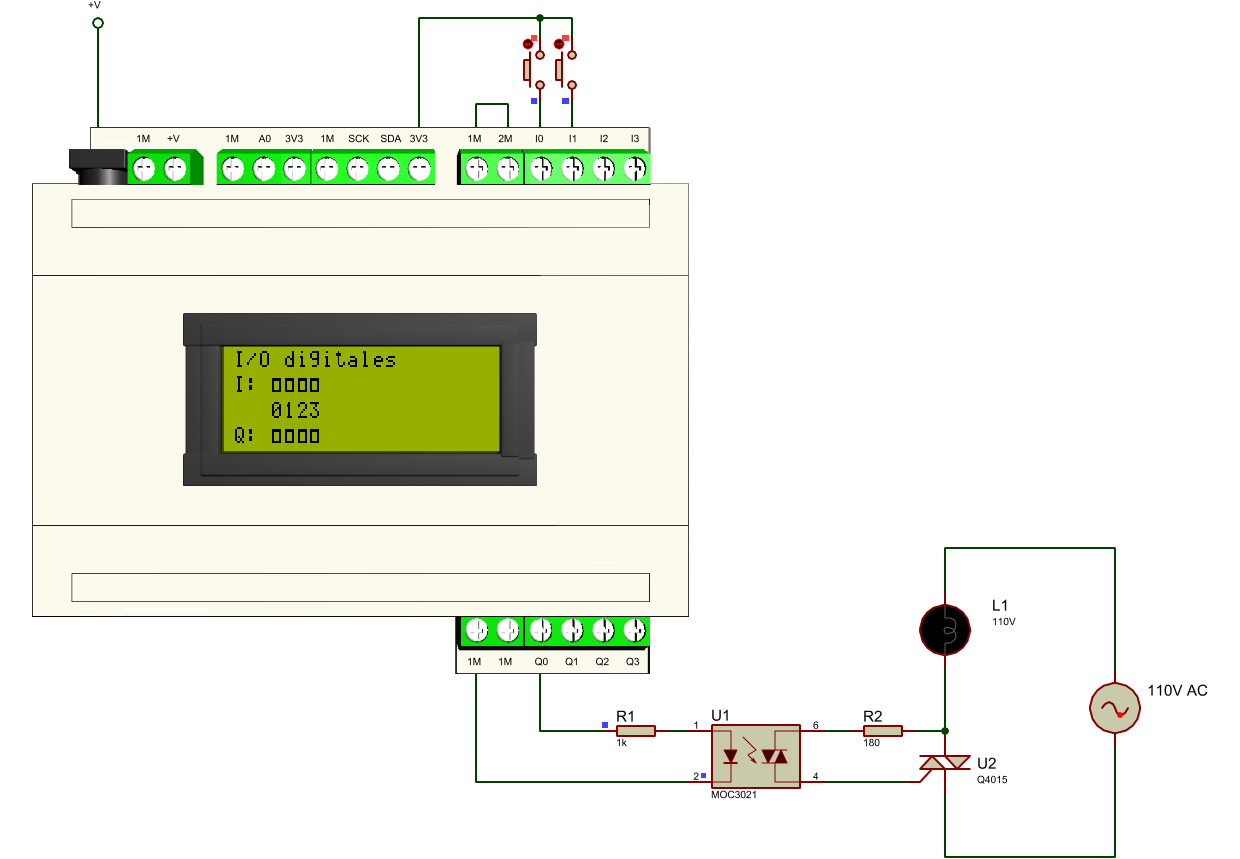 +V
1M +V 1M A0 3V3 1M SCK SDA 3V3 1M 2M I0 I1 I2 I3
I/O digitales
I:
0123
Q:
1M 1M Q0 Q1 Q2 Q3
L1
110V
110V AC
R1
1k
U1
1
2
6
4
MOC3021
R2
180
U2
Q4015